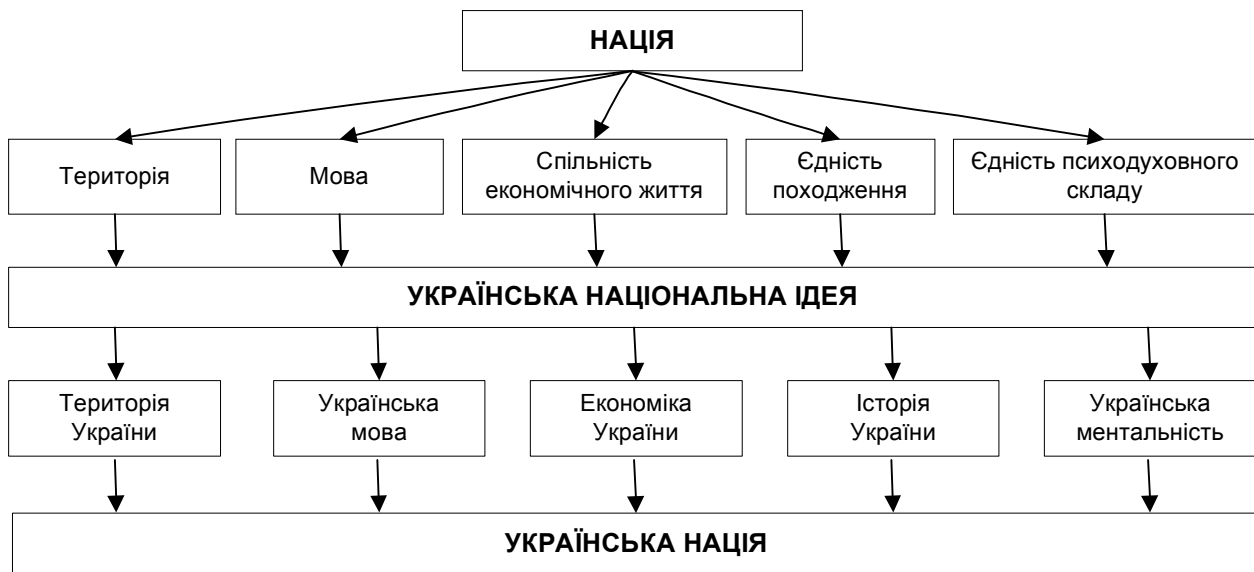 НАЦІЯ
Територія
Мова
Спільність
економічного життя
Єдність
походження
Єдність психодуховного
складу
УКРАЇНСЬКА НАЦІОНАЛЬНА ІДЕЯ
Територія
України
Українська
мова
Економіка
України
Історія
України
Українська
ментальність
УКРАЇНСЬКА НАЦІЯ